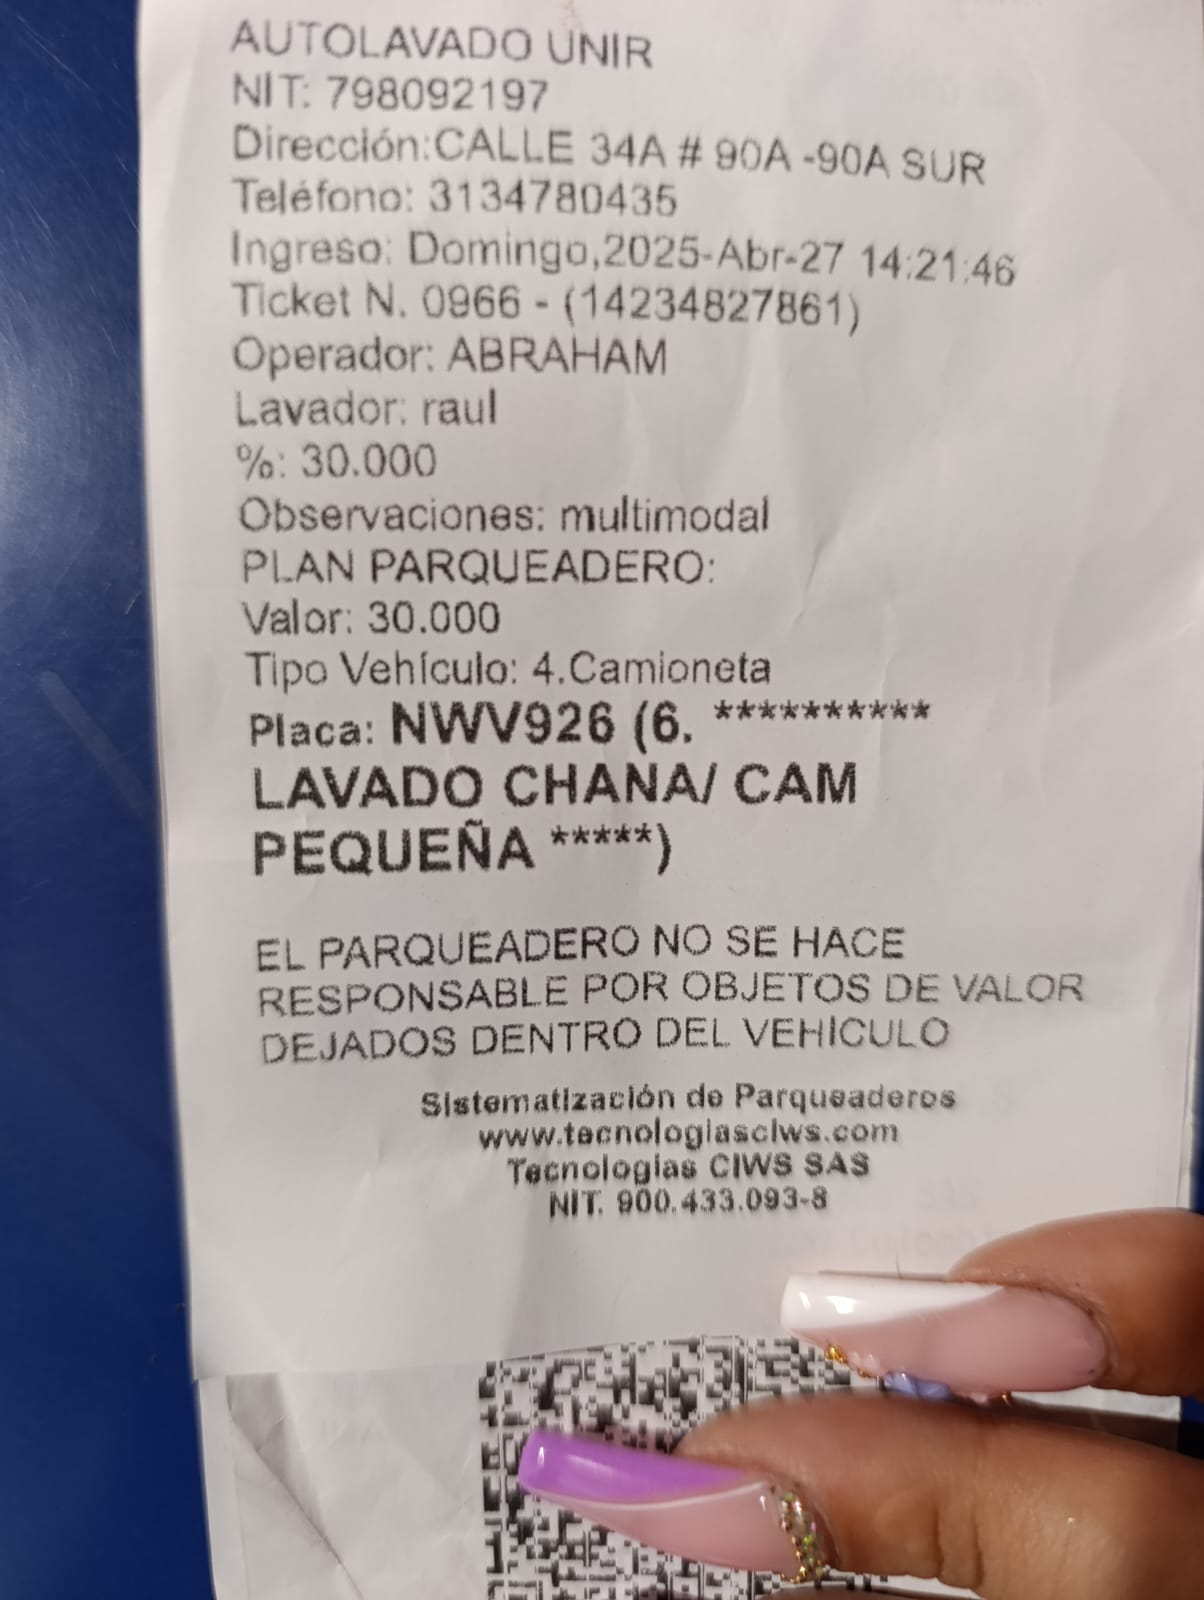 AUTOLAVADO UNIR
NIT: 798092197
Dirección:CALLE 34A # 90A -90A SUR
Teléfono: 3134780435
Ingreso: Domingo,2025-Abr-27 14:21:46
Ticket N. 0966 - (14234827861)
Operador: ABRAHAM
Lavador: raul
%: 30.000
Observaciones: multimodal
PLAN PARQUEADERO:
Valor: 30.000
Tipo Vehículo: 4.Camioneta
Placa: NWV926 (6. **********
LAVADO CHANA/ CAM
PEQUEÑA *****)
EL PARQUEADERO NO SE HACE
RESPONSABLE POR OBJETOS DE VALOR
DEJADOS DENTRO DEL VEHÍCULO
Sistematización de Parqueaderos
www.tecnologiasciws.com
Tecnologías CIWS SAS
NIT. 900.433.093-8